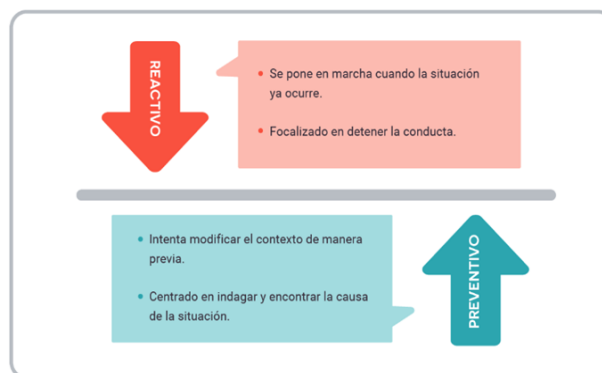 REACTIVO
• Se pone en marcha cuando la situación
ya ocurre.
• Focalizado en detener la conducta.
• Intenta modificar el contexto de manera
previa.
• Centrado en indagar y encontrar la causa
de la situación.
PREVENTIVO